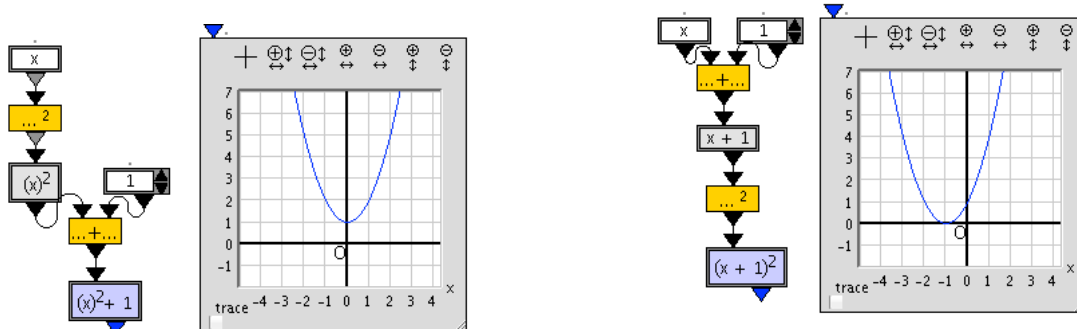 x
... ²
(x)²
1
...+...
(x)²+ 1
7
6
5
4
3
2
1
0
-1
O
x
trace -4 -3 -2 -1 0 1 2 3 4
x 1
...+...
x + 1
... ²
(x + 1)²
7
6
5
4
3
2
1
0
-1
O
x
trace -4 -3 -2 -1 0 1 2 3 4